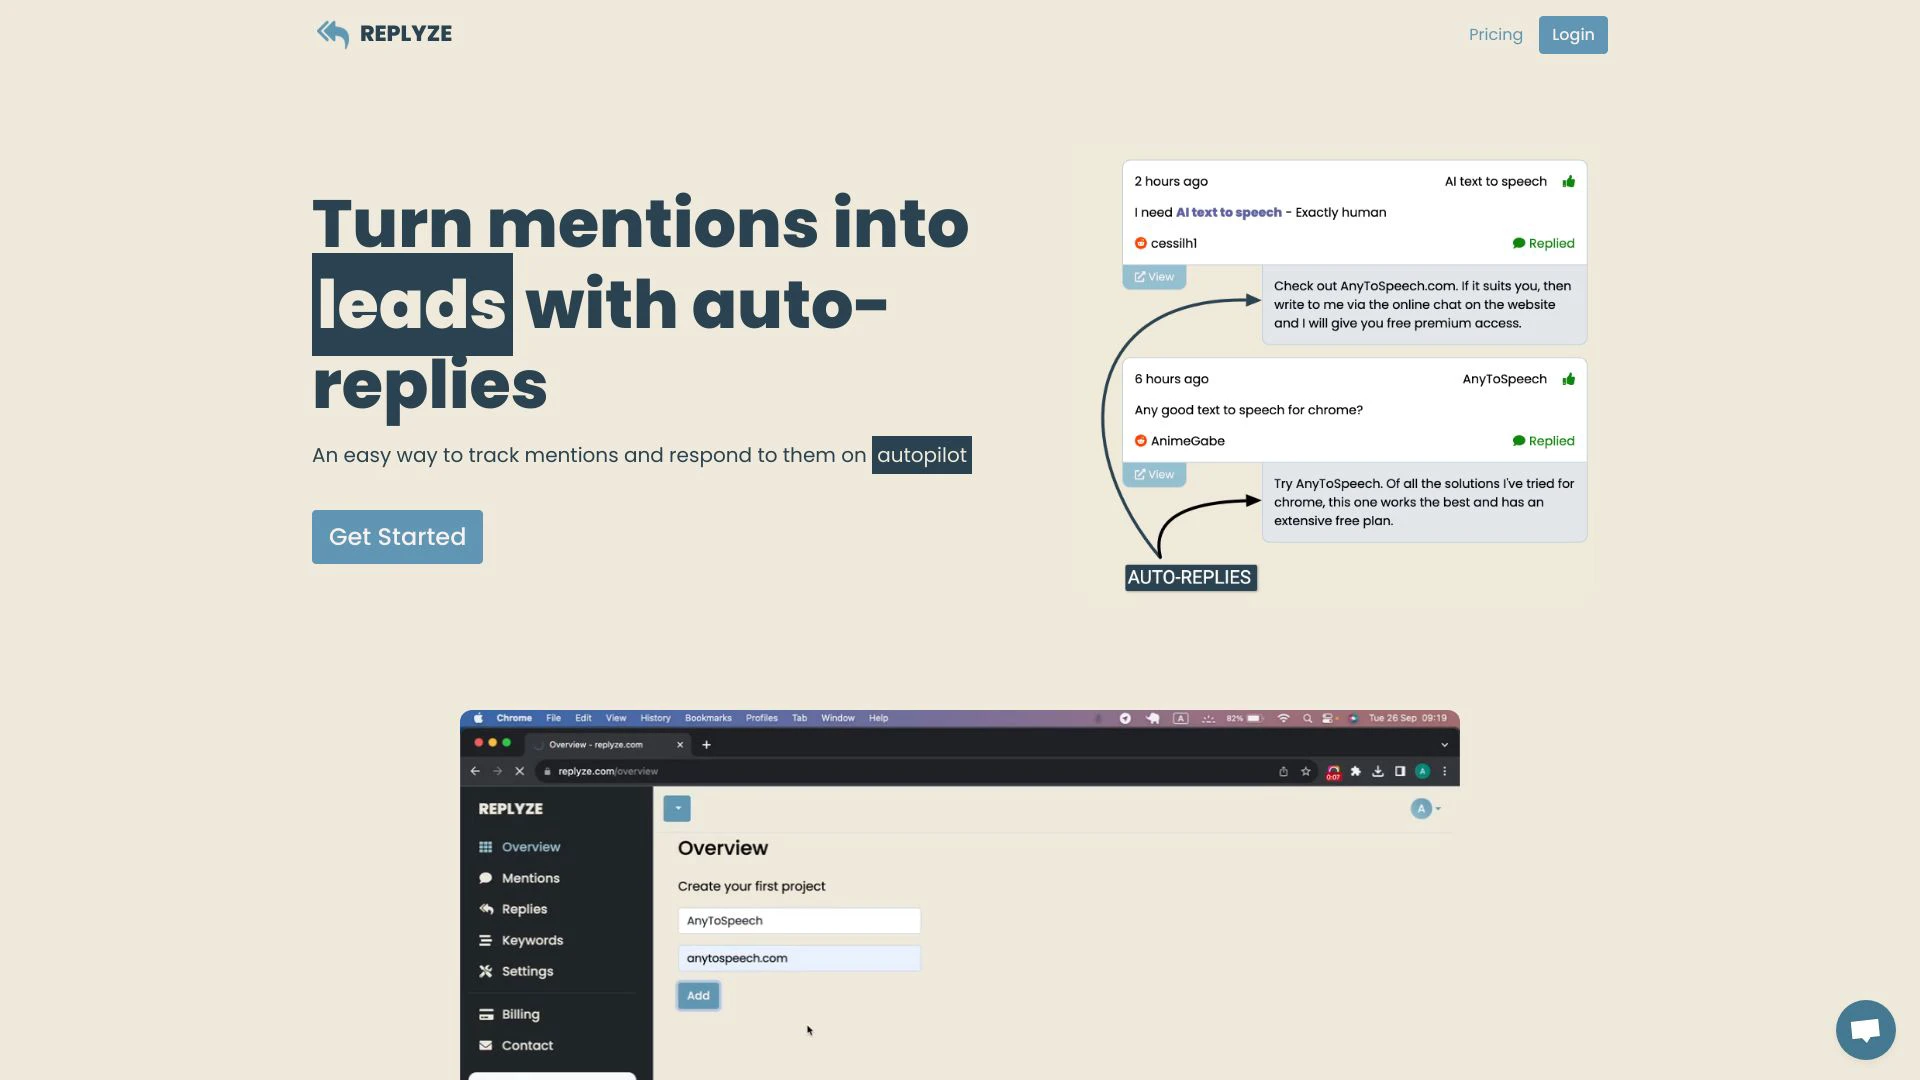 REPLYZE
Pricing
Login
Turn mentions into
leads with auto-
replies
An easy way to track mentions and respond to them on autopilot
Get Started
2 hours ago
AI text to speech
I need AI text to speech - Exactly human
cessilh1
Replied
View
Check out AnyToSpeech.com. If it suits you, then
write to me via the online chat on the website
and I will give you free premium access.
6 hours ago
AnyToSpeech
Any good text to speech for chrome?
AnimeGabe
Replied
View
Try AnyToSpeech. Of all the solutions I've tried for
chrome, this one works the best and has an
extensive free plan.
AUTO-REPLIES
Chrome File Edit View History Bookmarks Profiles Tab Window Help
A
82%
Tue 26 Sep 09:19
Overview - replyze.com
replyze.com/overview
0:07
A
REPLYZE
A
Overview
Mentions
Replies
Keywords
Settings
Billing
Contact
Overview
Create your first project
AnyToSpeech
anytospeech.com
Add